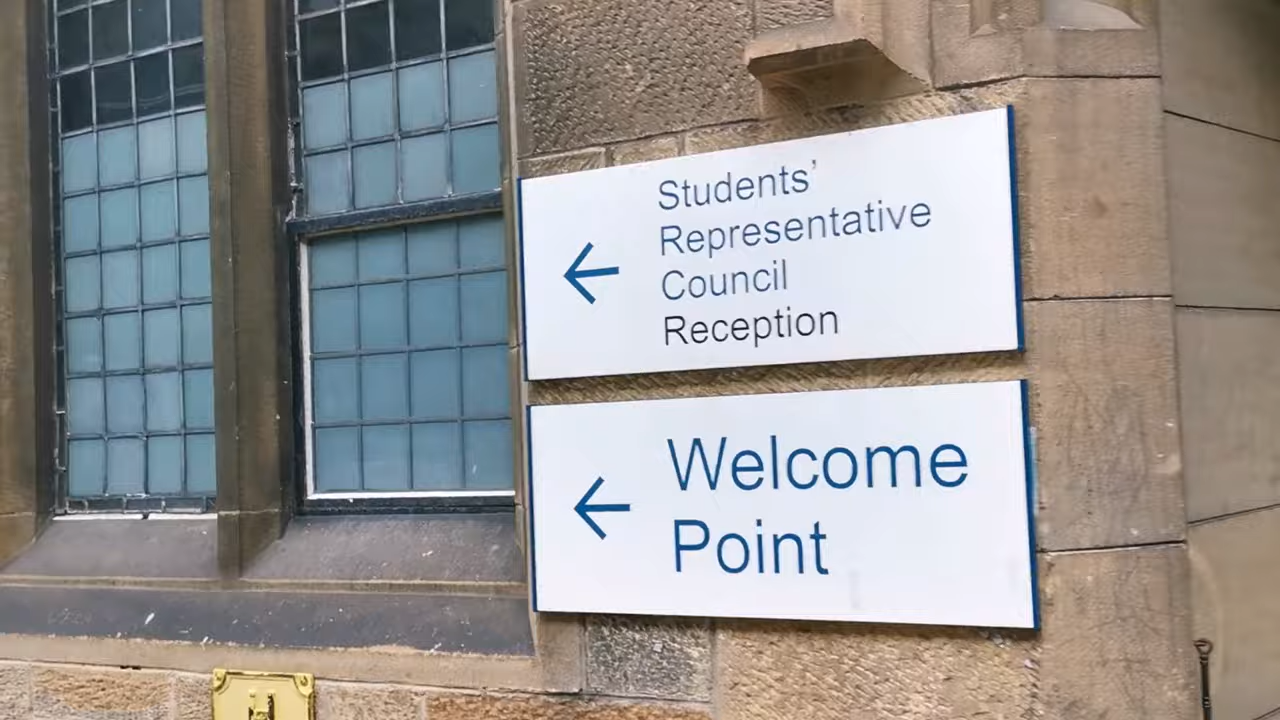 Students'
Representative
Council
Reception
Welcome
Point